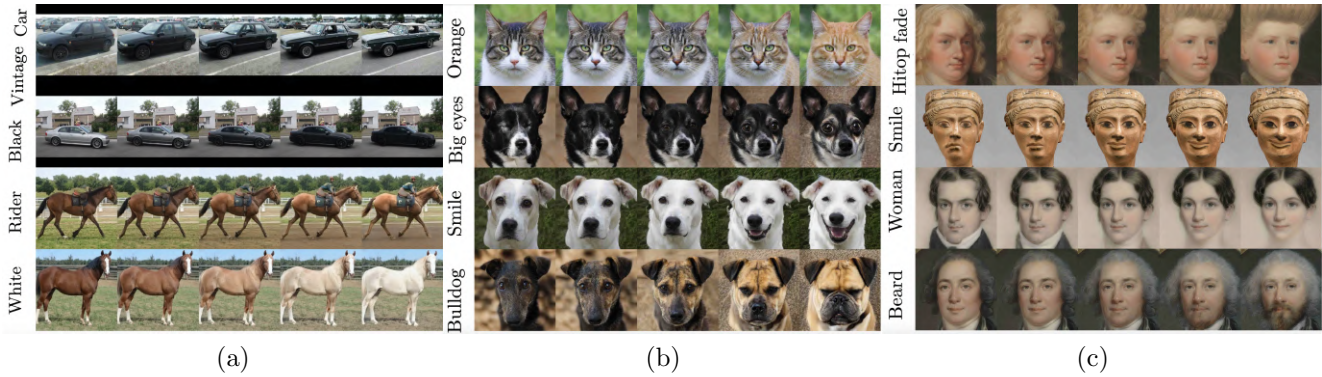 Vintage Car
Black
Rider
White
(a)
Orange
Big eyes
Smile
Bulldog
(b)
Hitop fade
Smile
Woman
Beard
(c)